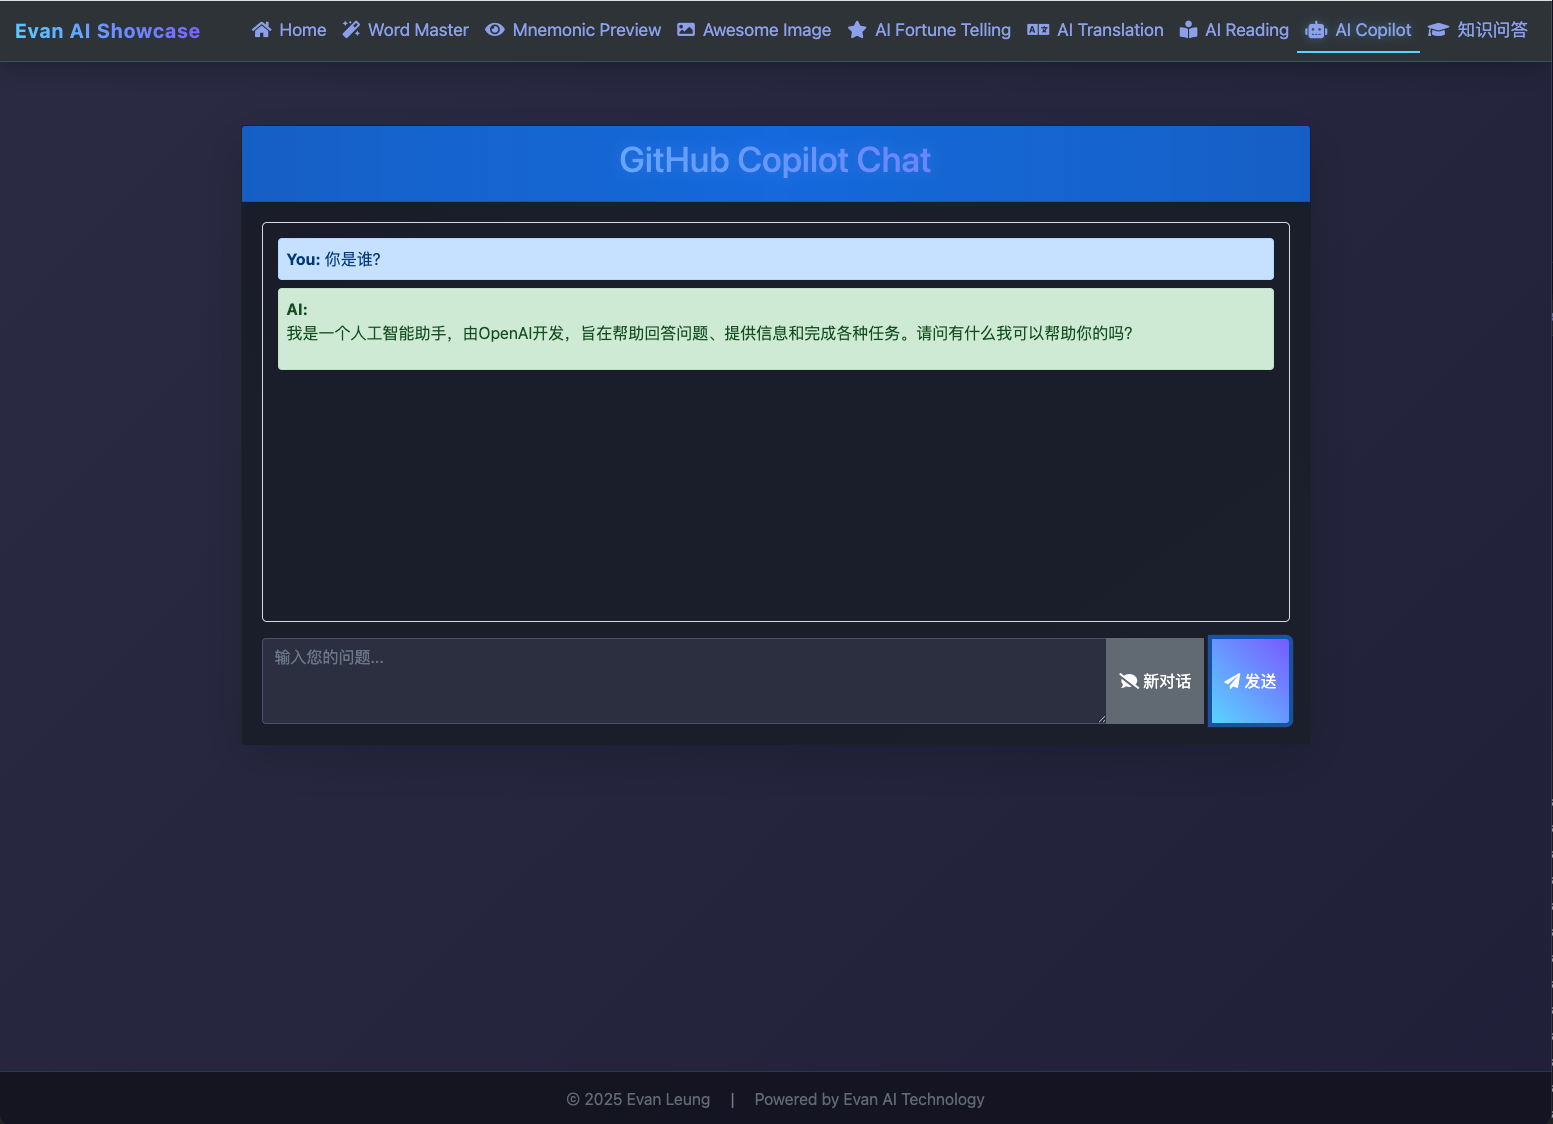 Evan AI Showcase Home Word Master Mnemonic Preview Awesome Image AI Fortune Telling AI Translation AI Reading AI Copilot 知识问答
GitHub Copilot Chat
You: 你是谁?
AI:
我是一个人工智能助手，由OpenAI开发，旨在帮助回答问题、提供信息和完成各种任务。请问有什么我可以帮助你的吗?
输入您的问题...
新对话
发送
© 2025 Evan Leung | Powered by Evan AI Technology